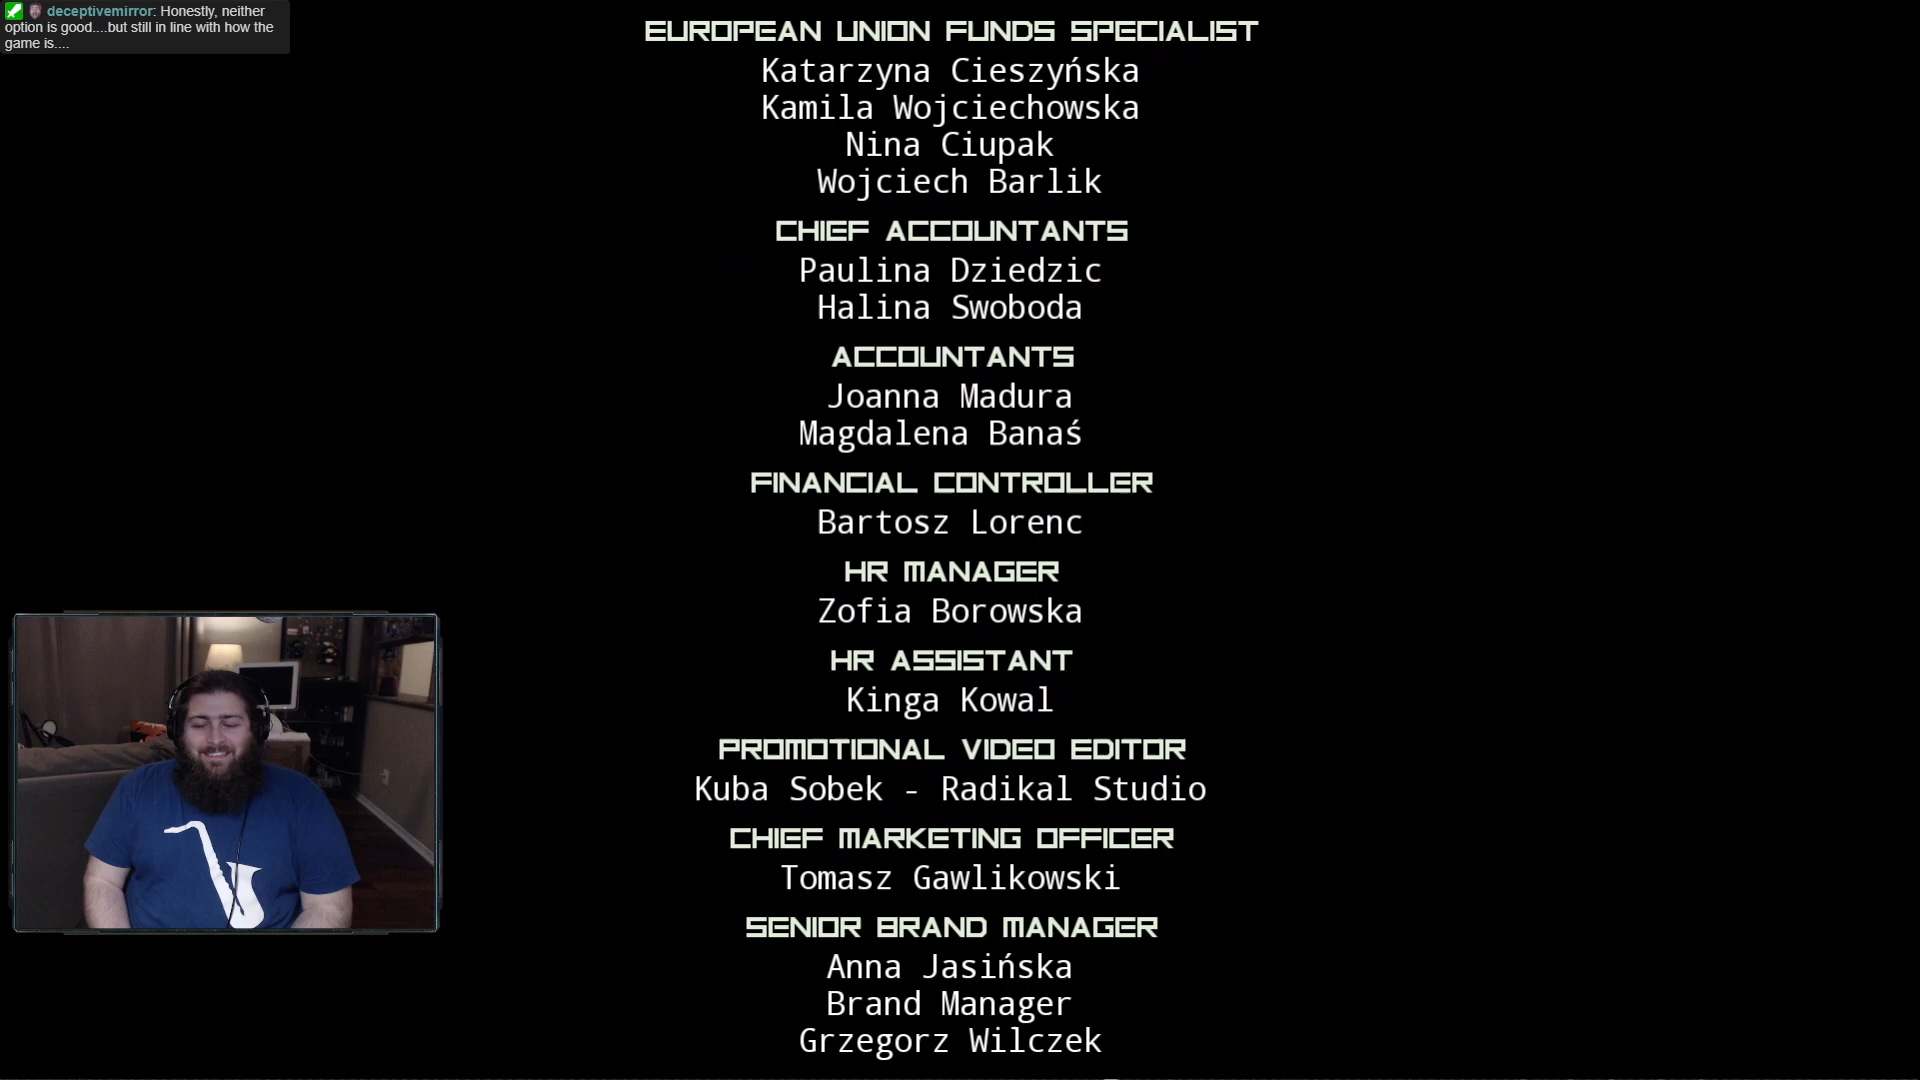 deceptivemirror: Honestly, neither
option is good....but still in line with how the
game is....
EUROPEAN UNION FUNDS SPECIALIST
Katarzyna Cieszyńska
Kamila Wojciechowska
Nina Ciupak
Wojciech Barlik
CHIEF ACCOUNTANTS
Paulina Dziedzic
Halina Swoboda
ACCOUNTANTS
Joanna Madura
Magdalena Banaś
FINANCIAL CONTROLLER
Bartosz Lorenc
HR MANAGER
Zofia Borowska
HR ASSISTANT
Kinga Kowal
PROMOTIONAL VIDEO EDITOR
Kuba Sobek - Radikal Studio
CHIEF MARKETING OFFICER
Tomasz Gawlikowski
SENIOR BRAND MANAGER
Anna Jasińska
Brand Manager
Grzegorz Wilczek